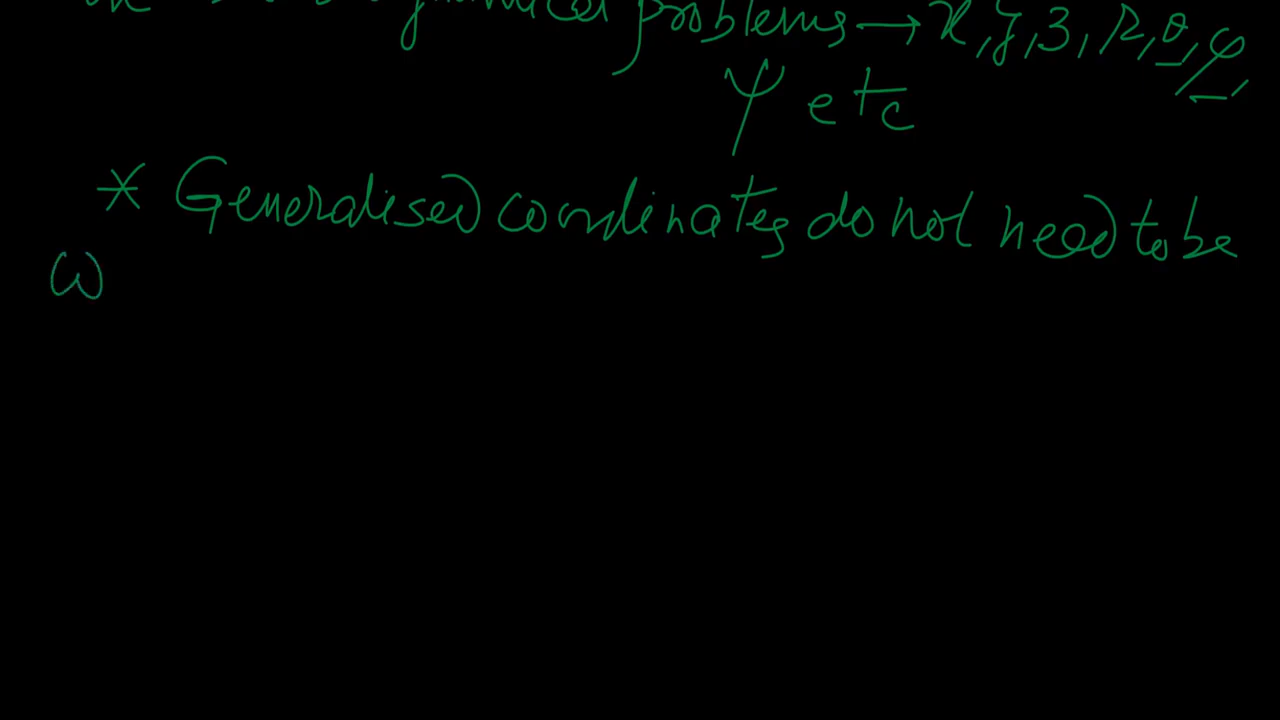 problems → x, y, z, r, θ, φ,
ψ etc
* Generalised coordinates do not need to be
ω